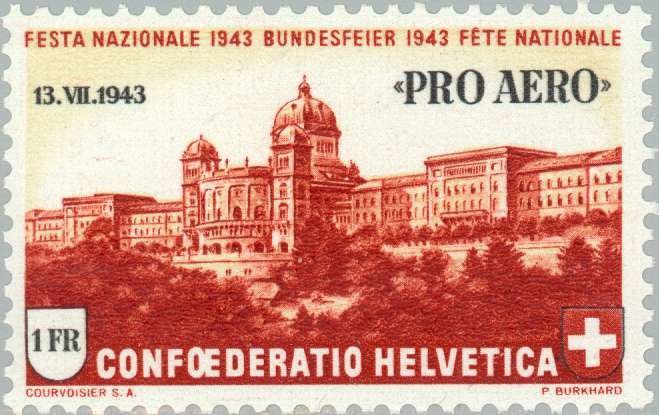 FESTA NAZIONALE 1943 BUNDESFEIER 1943 FÊTE NATIONALE
13.VII.1943 «PRO AERO»
1 FR CONFŒDERATIO HELVETICA
COURVOISIER S.A. P. BURKHARD